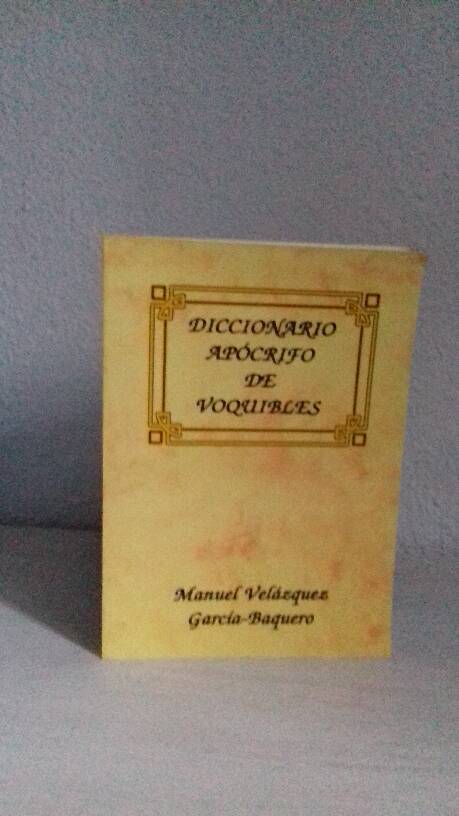 DICCIONARIO
APÓCRIFO
DE
VOQUIBLES
Manuel Velázquez
García-Baquero